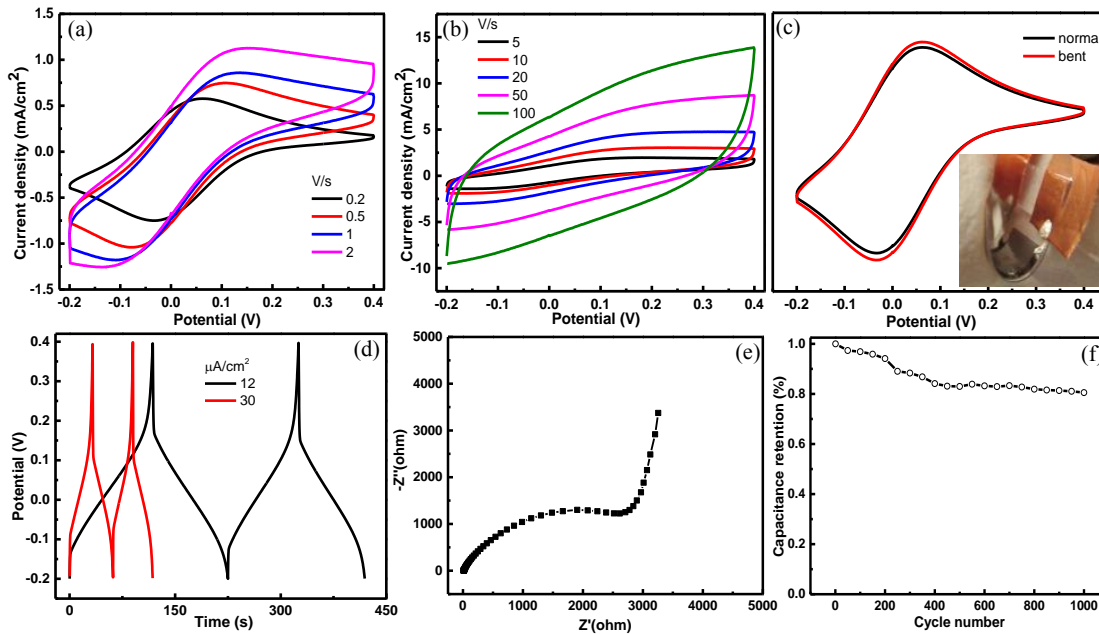 (a)
Current density (mA/cm²)
1.5
1.0
0.5
0.0
-0.5
-1.0
-1.5
V/s
0.2
0.5
1
2
-0.2 -0.1 0.0 0.1 0.2 0.3 0.4
Potential (V)
(b)
Current density (mA/cm²)
15
10
5
0
-5
-10
V/s
5
10
20
50
100
-0.2 -0.1 0.0 0.1 0.2 0.3 0.4
Potential (V)
(c)
norma
bent
-0.2 -0.1 0.0 0.1 0.2 0.3 0.4
Potential (V)
(d)
Potential (V)
0.4
0.3
0.2
0.1
0.0
-0.1
-0.2
μA/cm²
12
30
0 150 300 450
Time (s)
(e)
-Z''(ohm)
5000
4000
3000
2000
1000
0
0 1000 2000 3000 4000 5000
Z'(ohm)
(f)
Capacitance retention (%)
1.0
0.8
0.6
0.4
0.2
0.0
0 200 400 600 800 1000
Cycle number